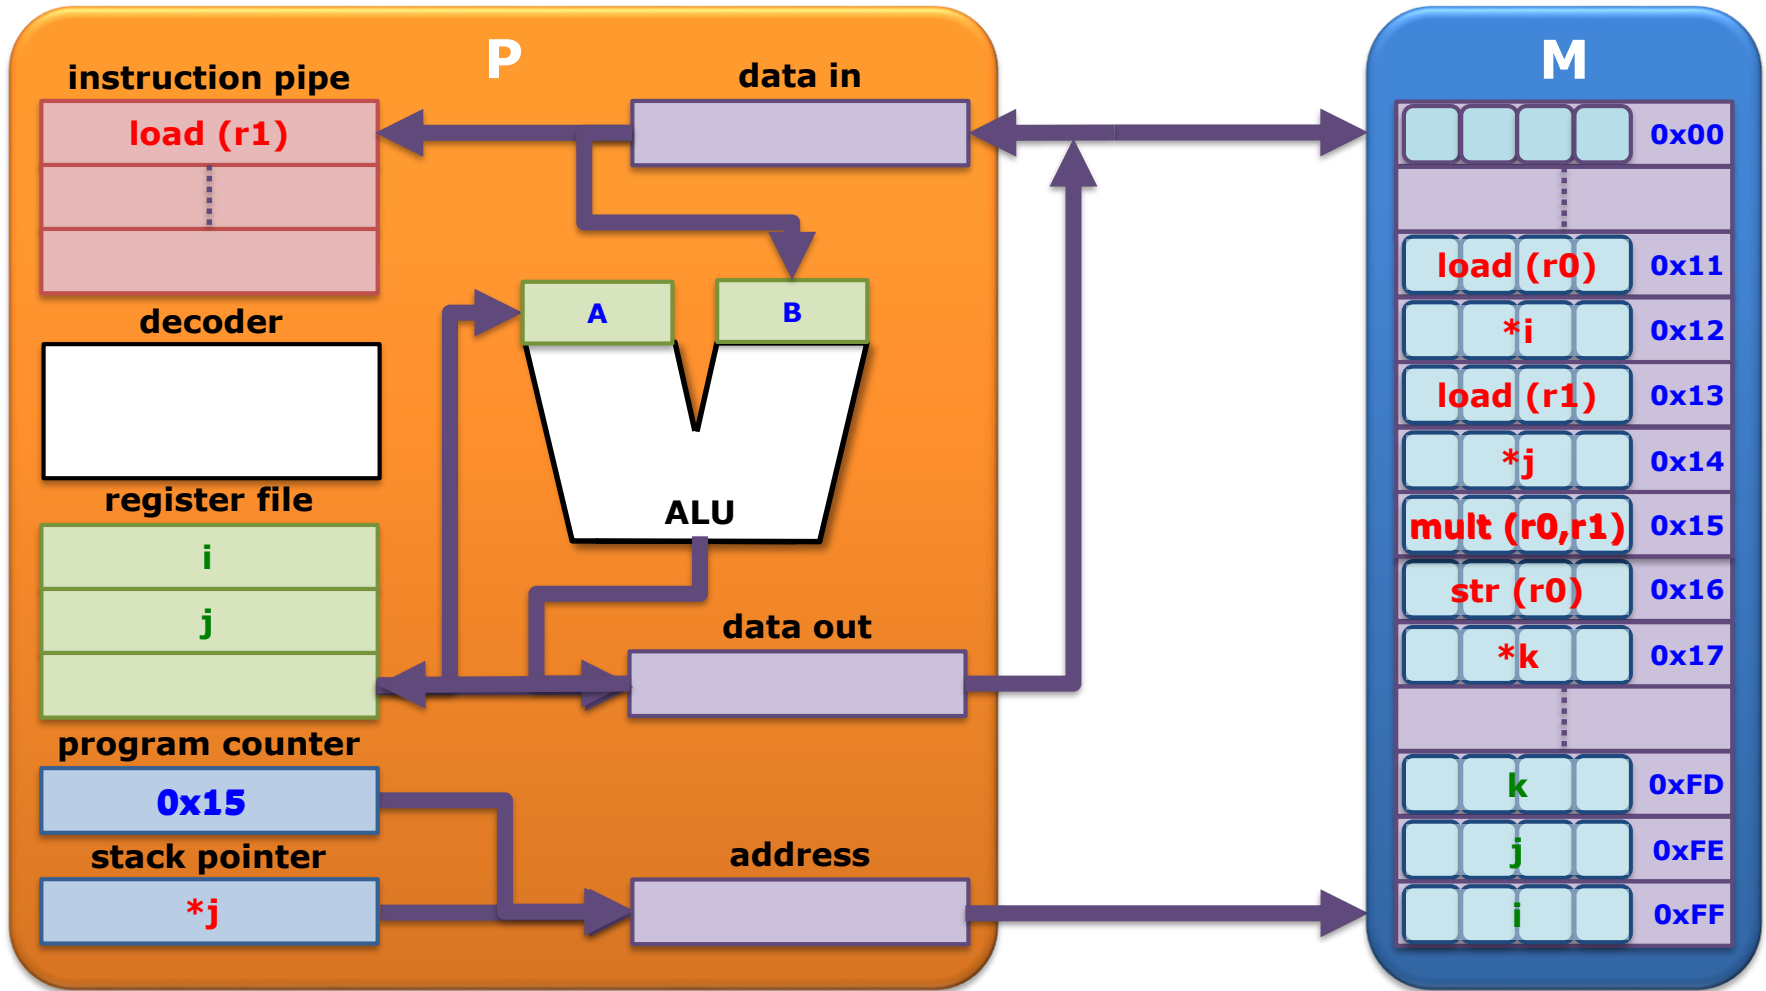 P
instruction pipe
load (r1)
data in
decoder
A
B
ALU
register file
i
j
data out
program counter
0x15
stack pointer
*j
address
M
0x00
load (r0) 0x11
*i 0x12
load (r1) 0x13
*j 0x14
mult (r0,r1) 0x15
str (r0) 0x16
*k 0x17
k 0xFD
j 0xFE
i 0xFF